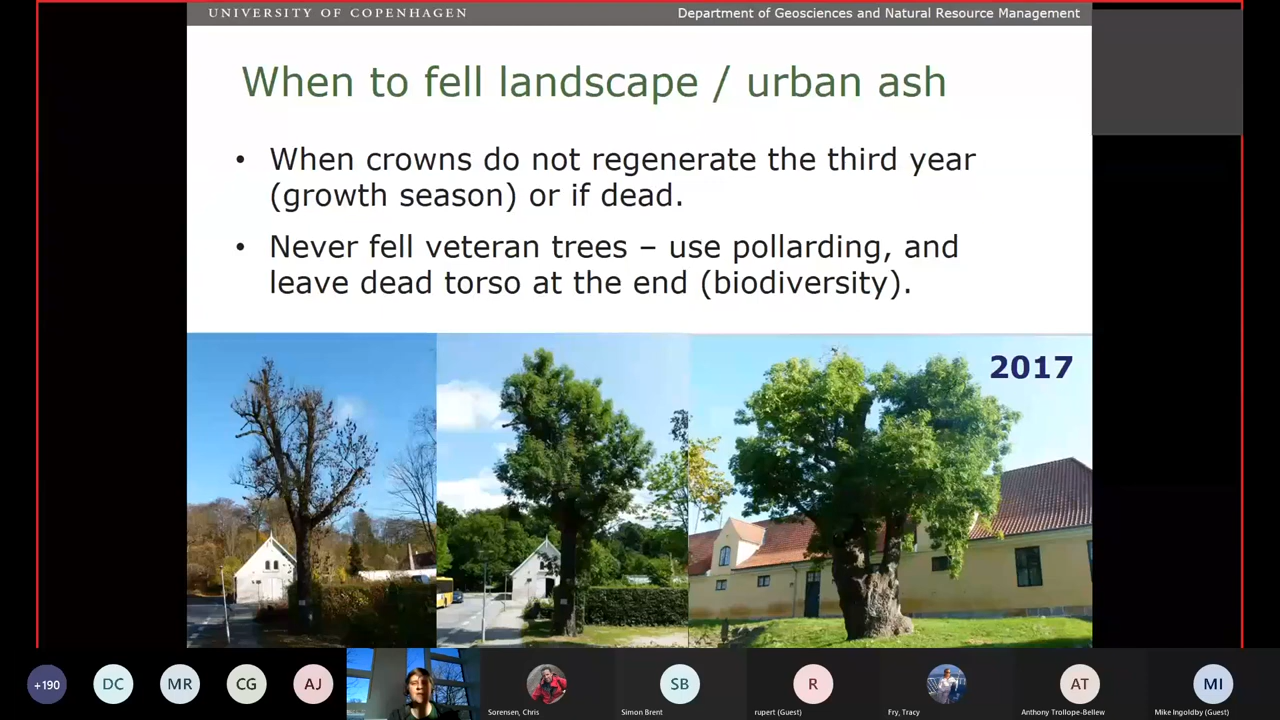 UNIVERSITY OF COPENHAGEN
Department of Geosciences and Natural Resource Management
When to fell landscape / urban ash
• When crowns do not regenerate the third year
(growth season) or if dead.
• Never fell veteran trees – use pollarding, and
leave dead torso at the end (biodiversity).
2017
+190
DC
MR
CG
AJ
Sorensen, Chris
SB
Simon Brent
R
rupert (Guest)
Fry, Tracy
AT
Anthony Trollope-Bellew
MI
Mike Ingoldby (Guest)